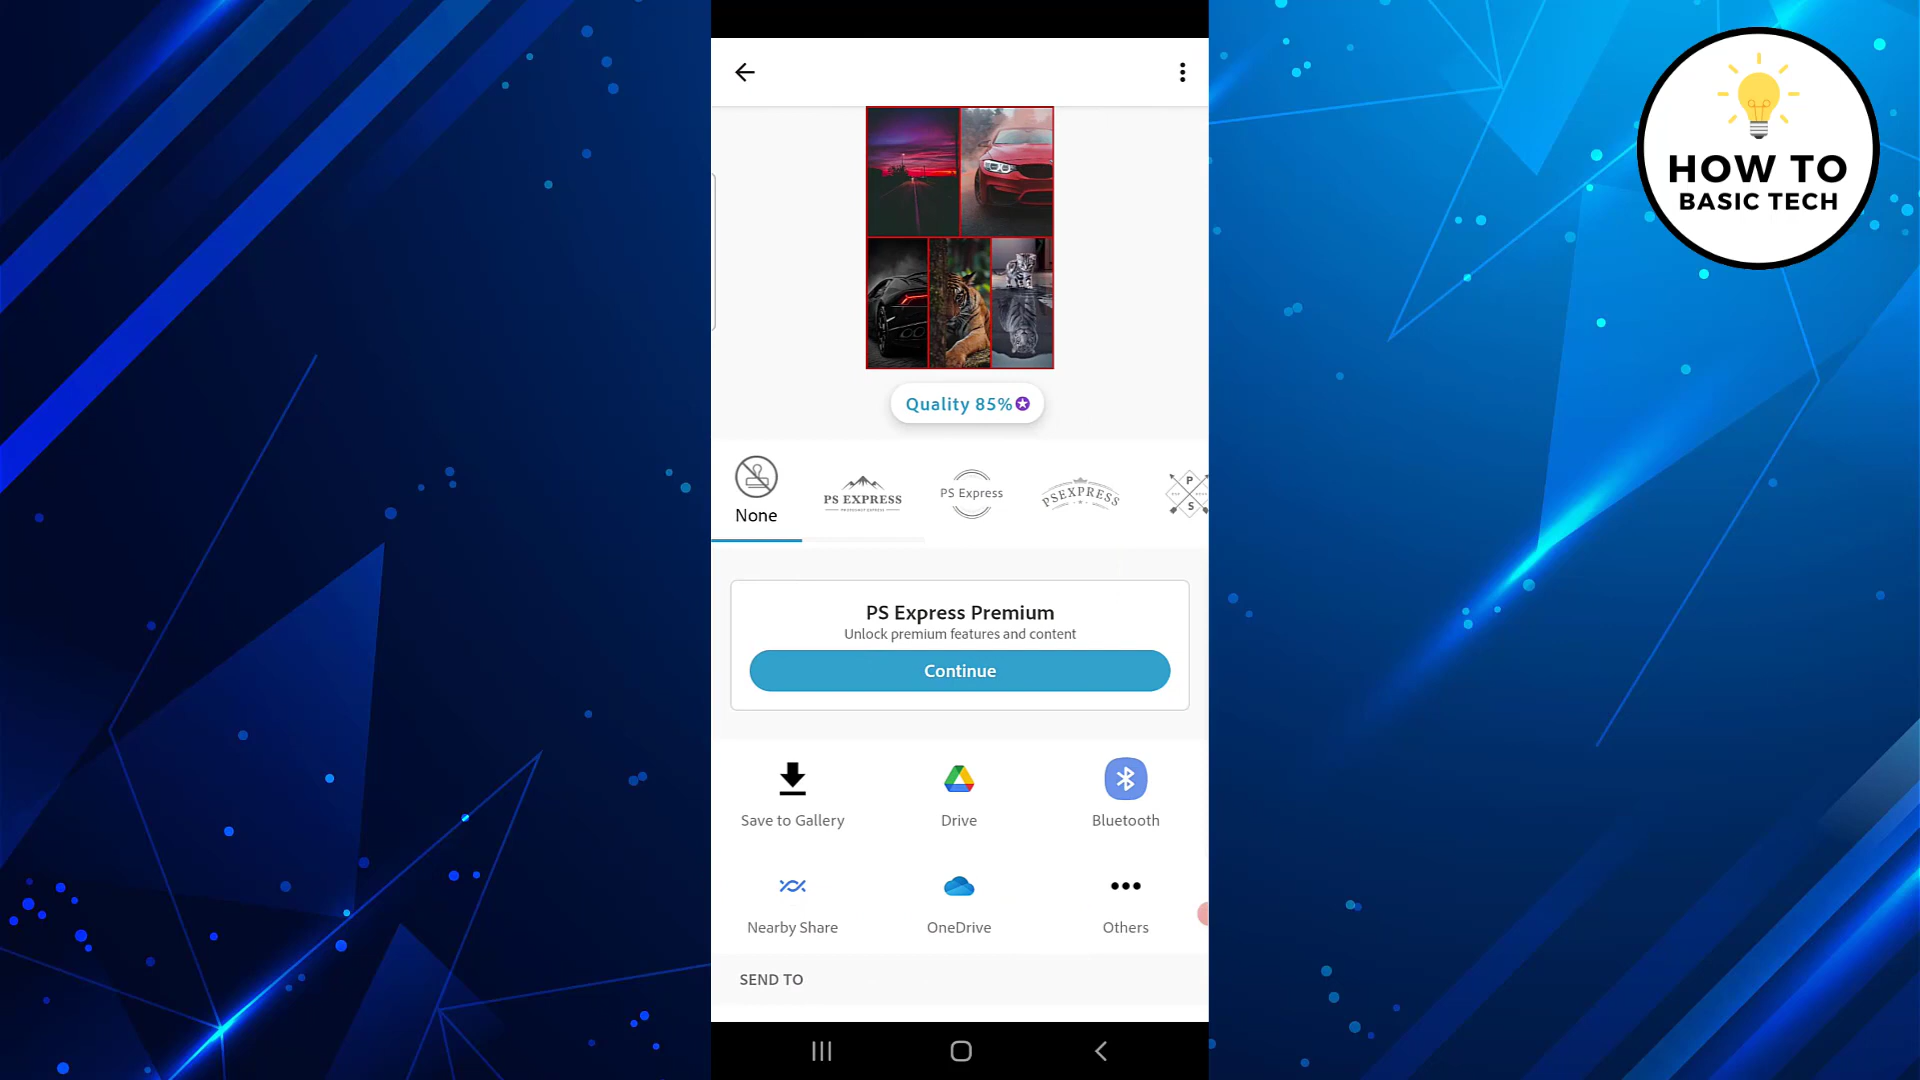 HOW TO
BASIC TECH
Quality 85%
None
PS EXPRESS
PS Express
PSEXPRESS
P
S
PS Express Premium
Unlock premium features and content
Continue
Save to Gallery
Drive
Bluetooth
Nearby Share
OneDrive
Others
SEND TO